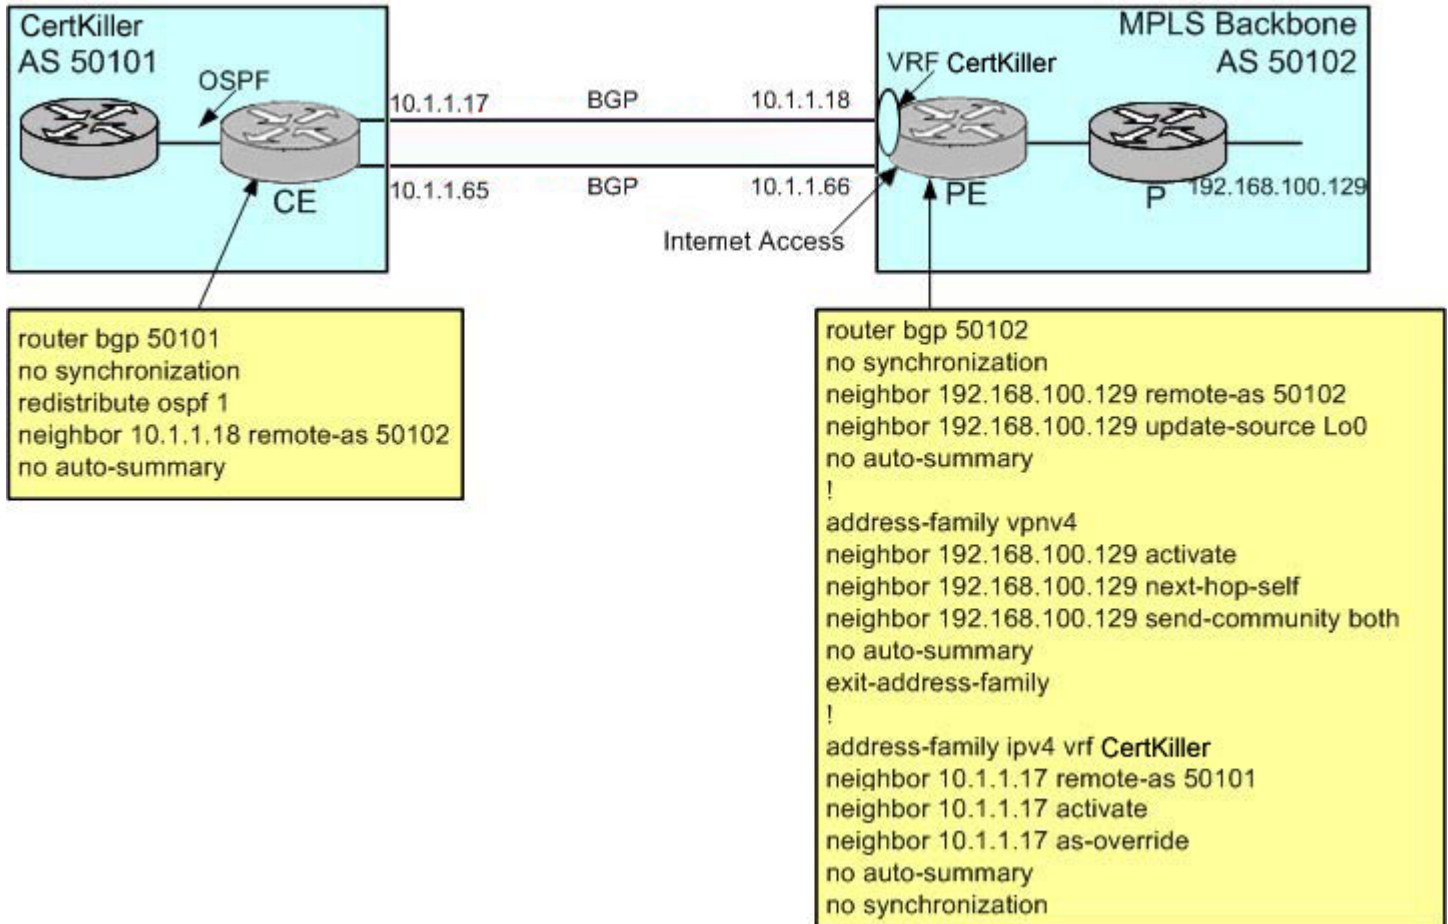 CertKiller
AS 50101
OSPF
CE
10.1.1.17 BGP 10.1.1.18
10.1.1.65 BGP 10.1.1.66
Internet Access
MPLS Backbone
AS 50102
VRF CertKiller
PE
P
192.168.100.129
router bgp 50101
no synchronization
redistribute ospf 1
neighbor 10.1.1.18 remote-as 50102
no auto-summary
router bgp 50102
no synchronization
neighbor 192.168.100.129 remote-as 50102
neighbor 192.168.100.129 update-source Lo0
no auto-summary
!
address-family vpnv4
neighbor 192.168.100.129 activate
neighbor 192.168.100.129 next-hop-self
neighbor 192.168.100.129 send-community both
no auto-summary
exit-address-family
!
address-family ipv4 vrf CertKiller
neighbor 10.1.1.17 remote-as 50101
neighbor 10.1.1.17 activate
neighbor 10.1.1.17 as-override
no auto-summary
no synchronization